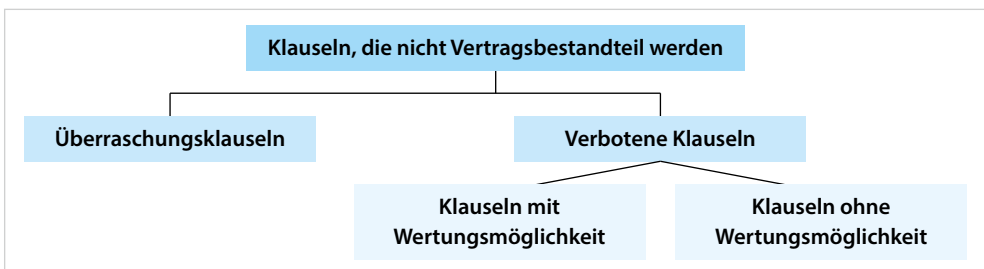 Klauseln, die nicht Vertragsbestandteil werden
Überraschungsklauseln
Verbotene Klauseln
Klauseln mit
Wertungsmöglichkeit
Klauseln ohne
Wertungsmöglichkeit